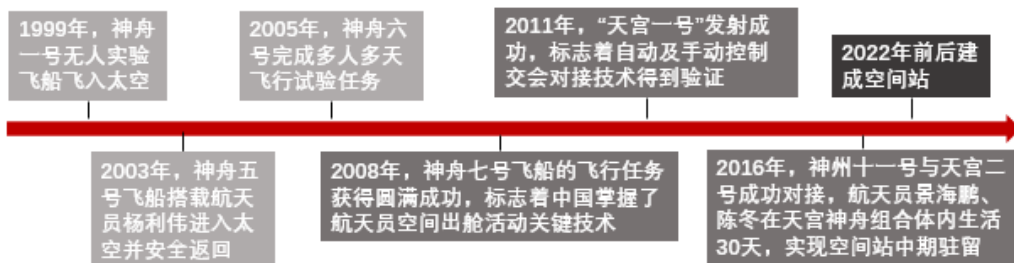 1999年，神舟
一号无人实验
飞船飞入太空
2005年，神舟六
号完成多人多天
飞行试验任务
2011年，“天宫一号”发射成
功，标志着自动及手动控制
交会对接技术得到验证
2022年前后建
成空间站
2003年，神舟五
号飞船搭载航天
员杨利伟进入太
空并安全返回
2008年，神舟七号飞船的飞行任务
获得圆满成功，标志着中国掌握了
航天员空间出舱活动关键技术
2016年，神州十一号与天宫二
号成功对接，航天员景海鹏、
陈冬在天宫神舟组合体内生活
30天，实现空间站中期驻留